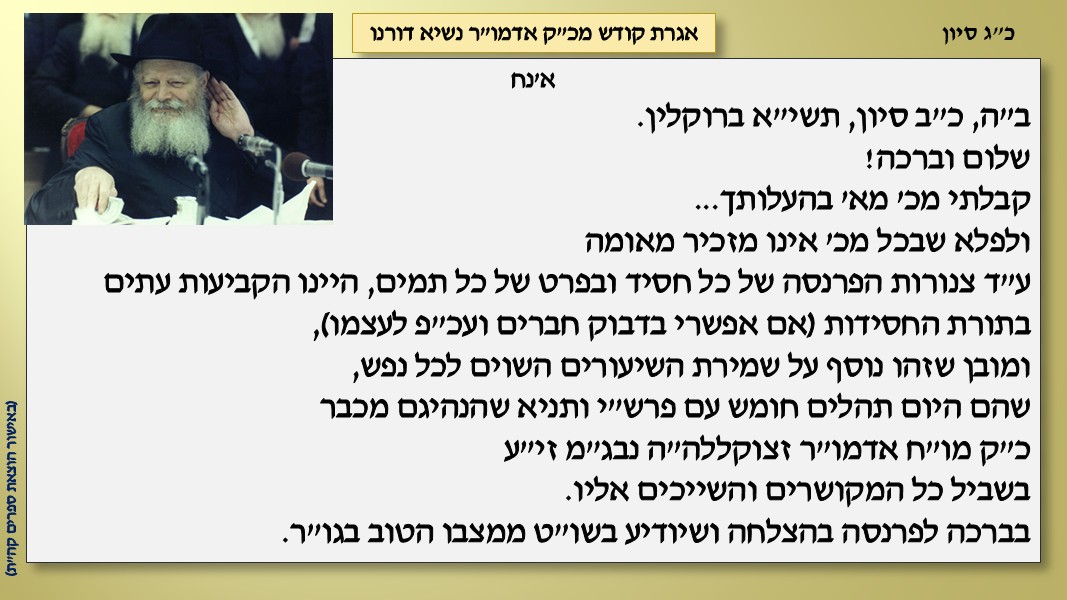 כ״ג סיון
אגרת קודש מכ״ק אדמו״ר נשיא דורנו
א׳נח
ב״ה, כ״ב סיון, תשי״א ברוקלין.
שלום וברכה!
קבלתי מכ׳ מא׳ בהעלותך...
ולפלא שבכל מכ׳ אינו מזכיר מאומה
ע״ד צנורות הפרנסה של כל חסיד ובפרט של כל תמים, היינו הקביעות עתים
בתורת החסידות (אם אפשרי בדבוק חברים ועכ״פ לעצמו),
ומובן שזהו נוסף על שמירת השיעורים השוים לכל נפש,
שהם היום תהלים חומש עם פרש״י ותניא שהנהיגם מכבר
כ״ק מו״ח אדמו״ר זצוקללה״ה נבג״מ זי״ע
בשביל כל המקושרים והשייכים אליו.
בברכה לפרנסה בהצלחה ושיודיע בשו״ט ממצבו הטוב בגו״ר.
(באישור הוצאת ספרים קה״ת)